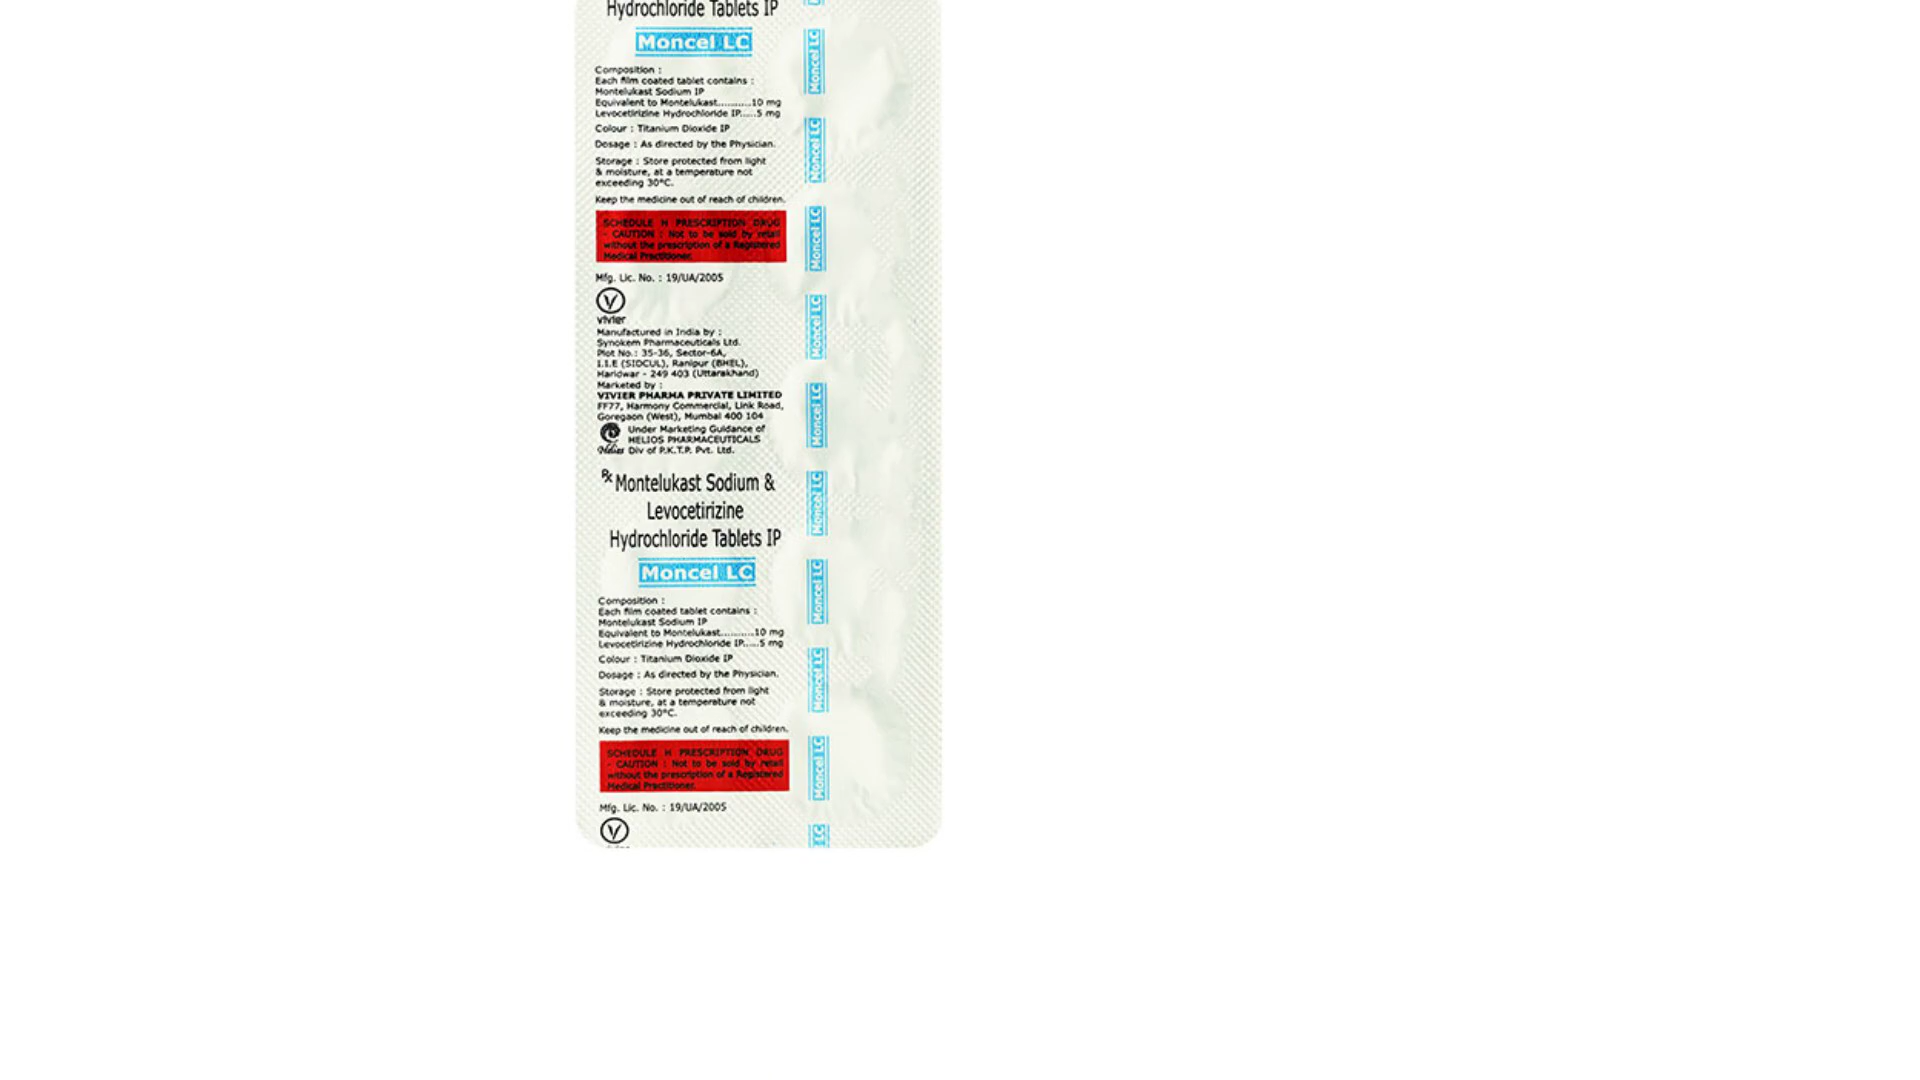 Hydrochloride Tablets IP
Moncel LC
Composition :
Each film coated tablet contains :
Montelukast Sodium IP
Equivalent to Montelukast..........10 mg
Levocetirizine Hydrochloride IP.....5 mg
Colour : Titanium Dioxide IP
Dosage : As directed by the Physician.
Storage : Store protected from light
& moisture, at a temperature not
exceeding 30°C.
Keep the medicine out of reach of children.
SCHEDULE H PRESCRIPTION DRUG
- CAUTION : Not to be sold by retail
without the prescription of a Registered
Medical Practitioner.
Mfg. Lic. No. : 19/UA/2005
V
vivier
Manufactured in India by :
Synokem Pharmaceuticals Ltd.
Plot No.: 35-36, Sector-6A,
I.I.E (SIDCUL), Ranipur (BHEL),
Haridwar - 249 403 (Uttarakhand)
Marketed by :
VIVIER PHARMA PRIVATE LIMITED
FF77, Harmony Commercial, Link Road,
Goregaon (West), Mumbai 400 104
Under Marketing Guidance of
HELIOS PHARMACEUTICALS
Helios Div of P.K.T.P. Pvt. Ltd.
Rx Montelukast Sodium &
Levocetirizine
Hydrochloride Tablets IP
Moncel LC
Composition :
Each film coated tablet contains :
Montelukast Sodium IP
Equivalent to Montelukast..........10 mg
Levocetirizine Hydrochloride IP.....5 mg
Colour : Titanium Dioxide IP
Dosage : As directed by the Physician.
Storage : Store protected from light
& moisture, at a temperature not
exceeding 30°C.
Keep the medicine out of reach of children.
SCHEDULE H PRESCRIPTION DRUG
- CAUTION : Not to be sold by retail
without the prescription of a Registered
Medical Practitioner.
Mfg. Lic. No. : 19/UA/2005
V
Moncel LC
Moncel LC
Moncel LC
Moncel LC
Moncel LC
Moncel LC
Moncel LC
Moncel LC
Moncel LC
LC